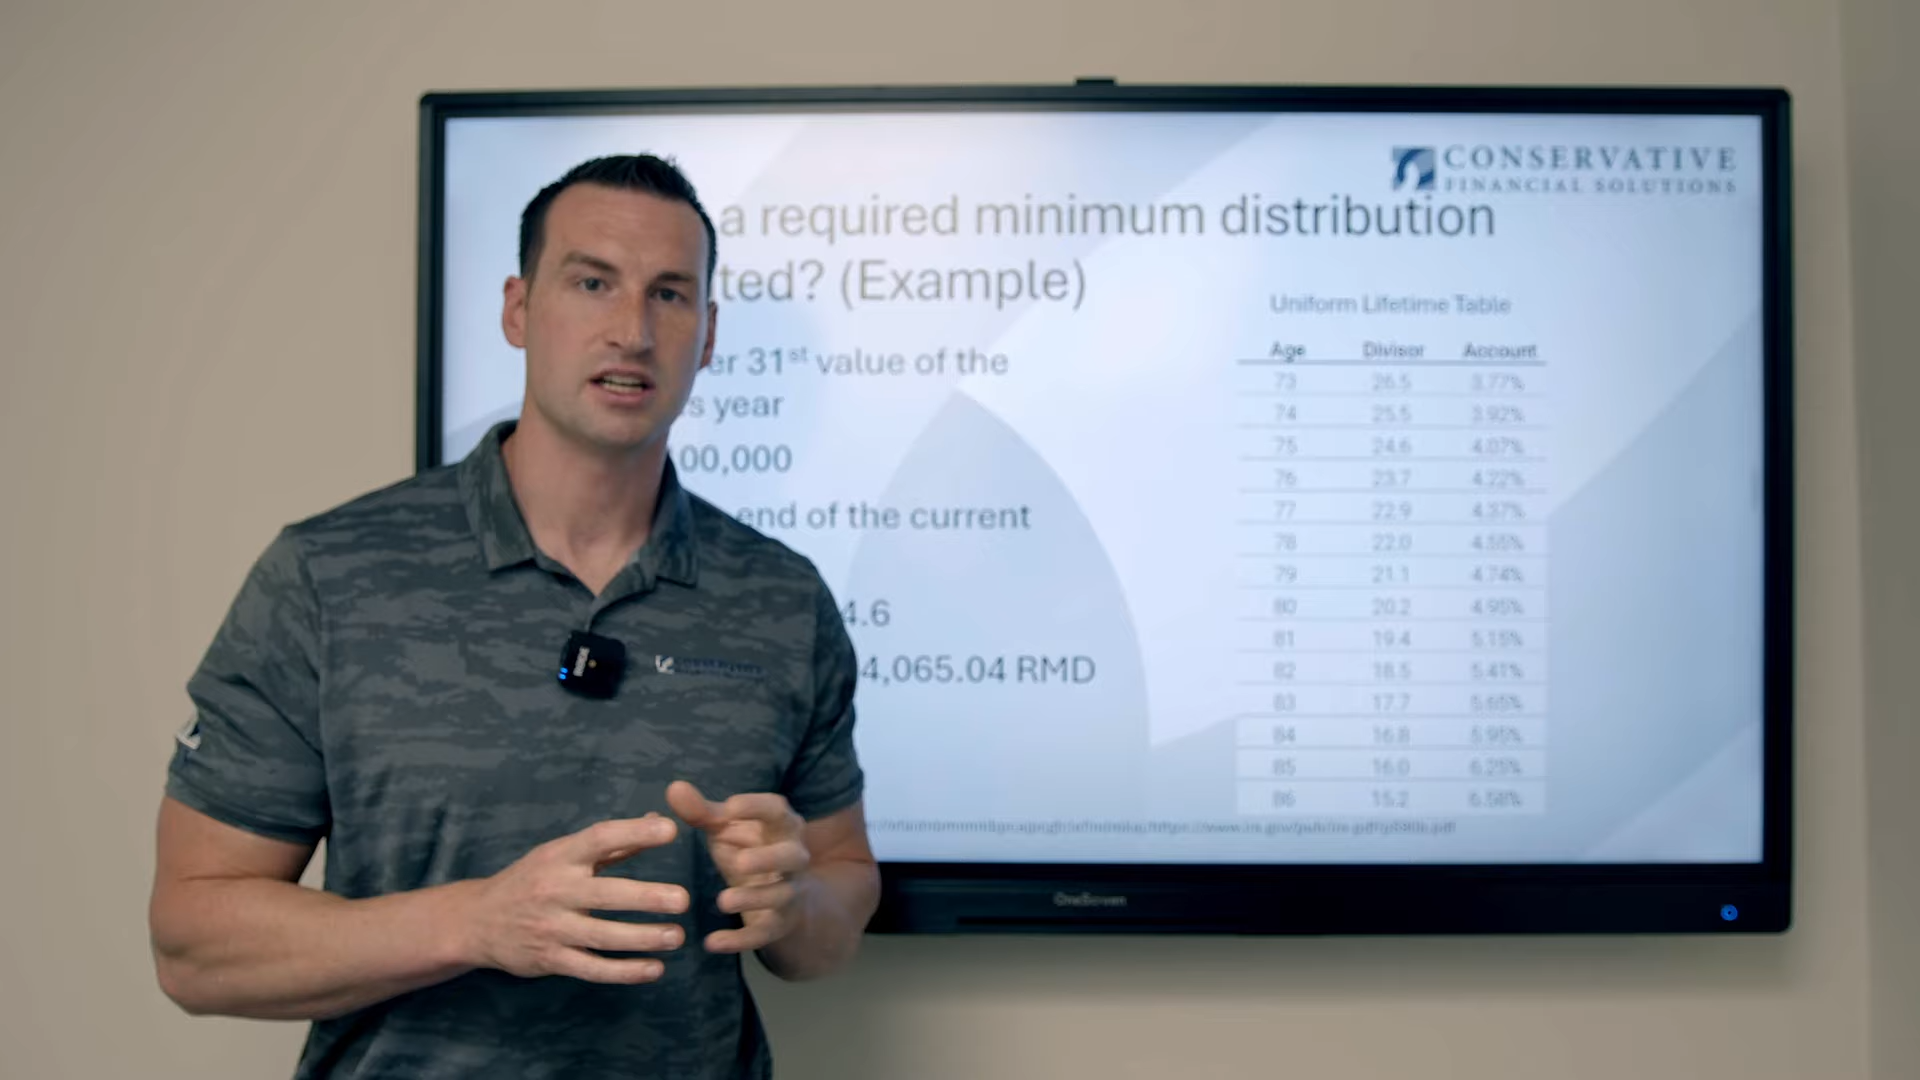 CONSERVATIVE
FINANCIAL SOLUTIONS
a required minimum distribution
ted? (Example)
er 31st value of the
s year
00,000
end of the current
4.6
4,065.04 RMD
Uniform Lifetime Table
Age Divisor Account
73 26.5 3.77%
74 25.5 3.92%
75 24.6 4.07%
76 23.7 4.22%
77 22.9 4.37%
78 22.0 4.55%
79 21.1 4.74%
80 20.2 4.95%
81 19.4 5.15%
82 18.5 5.41%
83 17.7 5.65%
84 16.8 5.95%
85 16.0 6.25%
86 15.2 6.58%
OneScreen
CONSERVATIVE